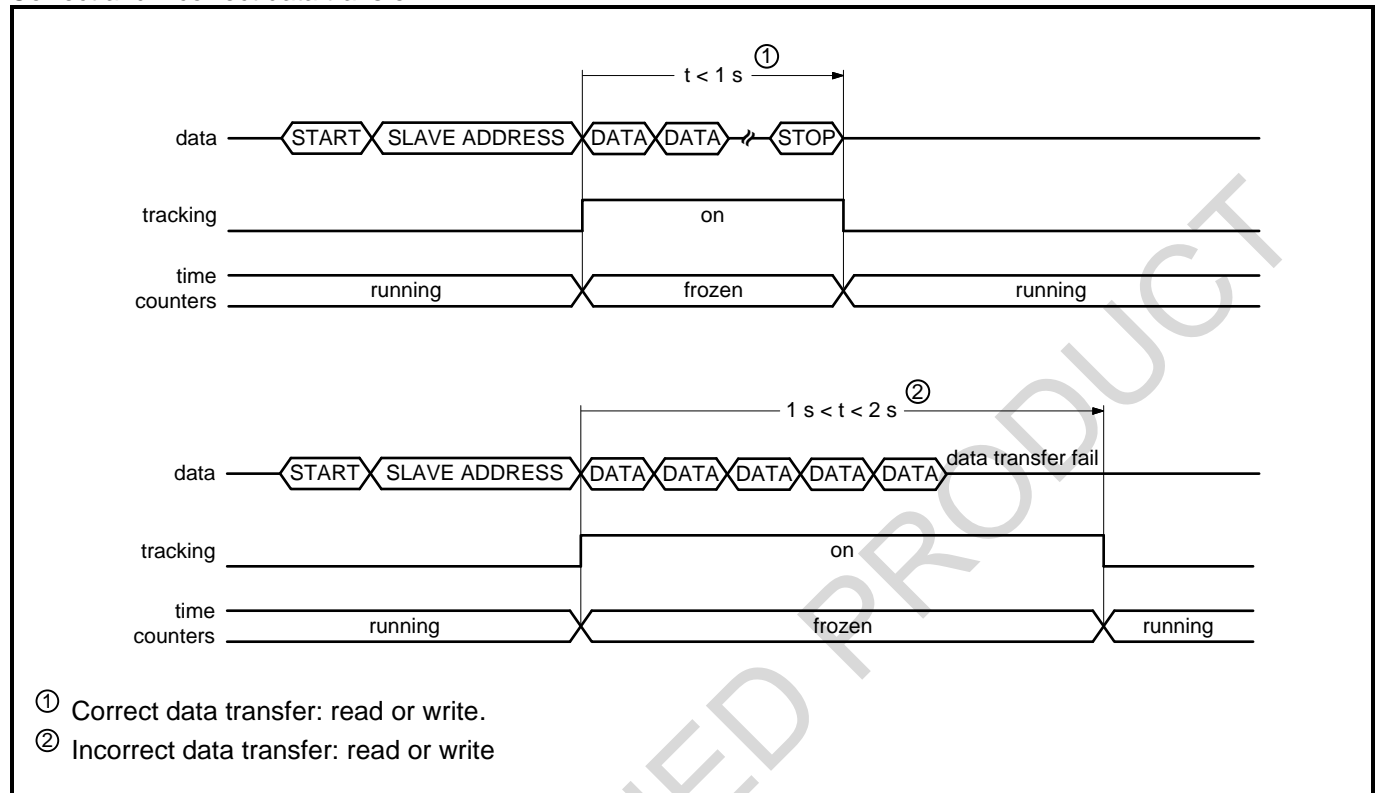 ① t < 1 s
data START SLAVE ADDRESS DATA DATA STOP
tracking on
time
counters running frozen running
② 1 s < t < 2 s
data START SLAVE ADDRESS DATA DATA DATA DATA DATA data transfer fail
tracking on
time
counters running frozen running
① Correct data transfer: read or write.
② Incorrect data transfer: read or write
PRODUCT